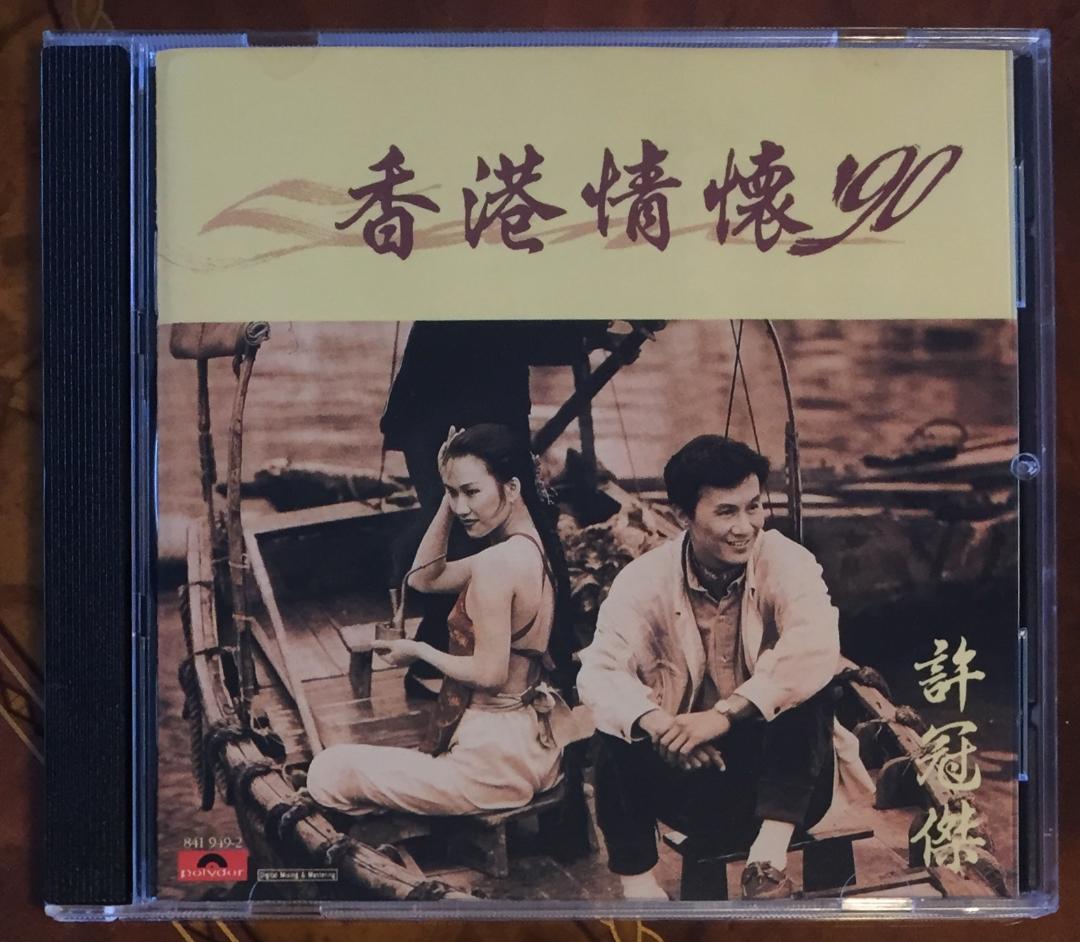 香港情懷'90
許冠傑
841 949-2
polydor
Digital Mixing & Mastering